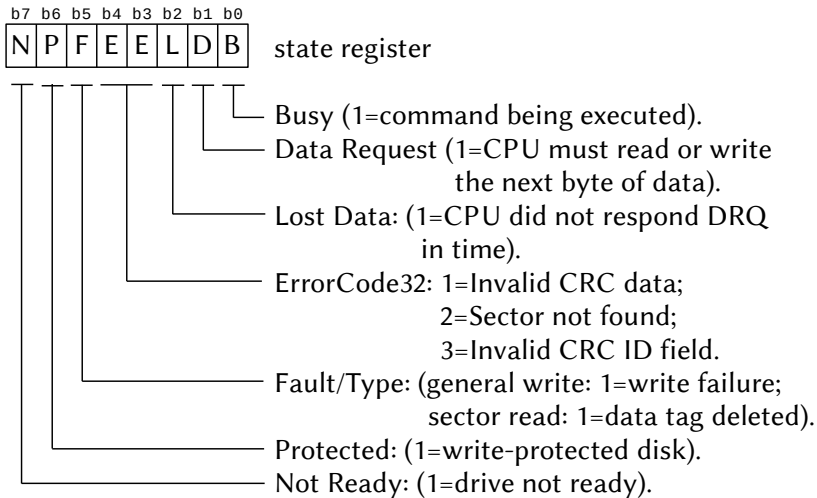 b7 b6 b5 b4 b3 b2 b1 b0
N P F E E L D B state register
Busy (1=command being executed).
Data Request (1=CPU must read or write
the next byte of data).
Lost Data: (1=CPU did not respond DRQ
in time).
ErrorCode32: 1=Invalid CRC data;
2=Sector not found;
3=Invalid CRC ID field.
Fault/Type: (general write: 1=write failure;
sector read: 1=data tag deleted).
Protected: (1=write-protected disk).
Not Ready: (1=drive not ready).